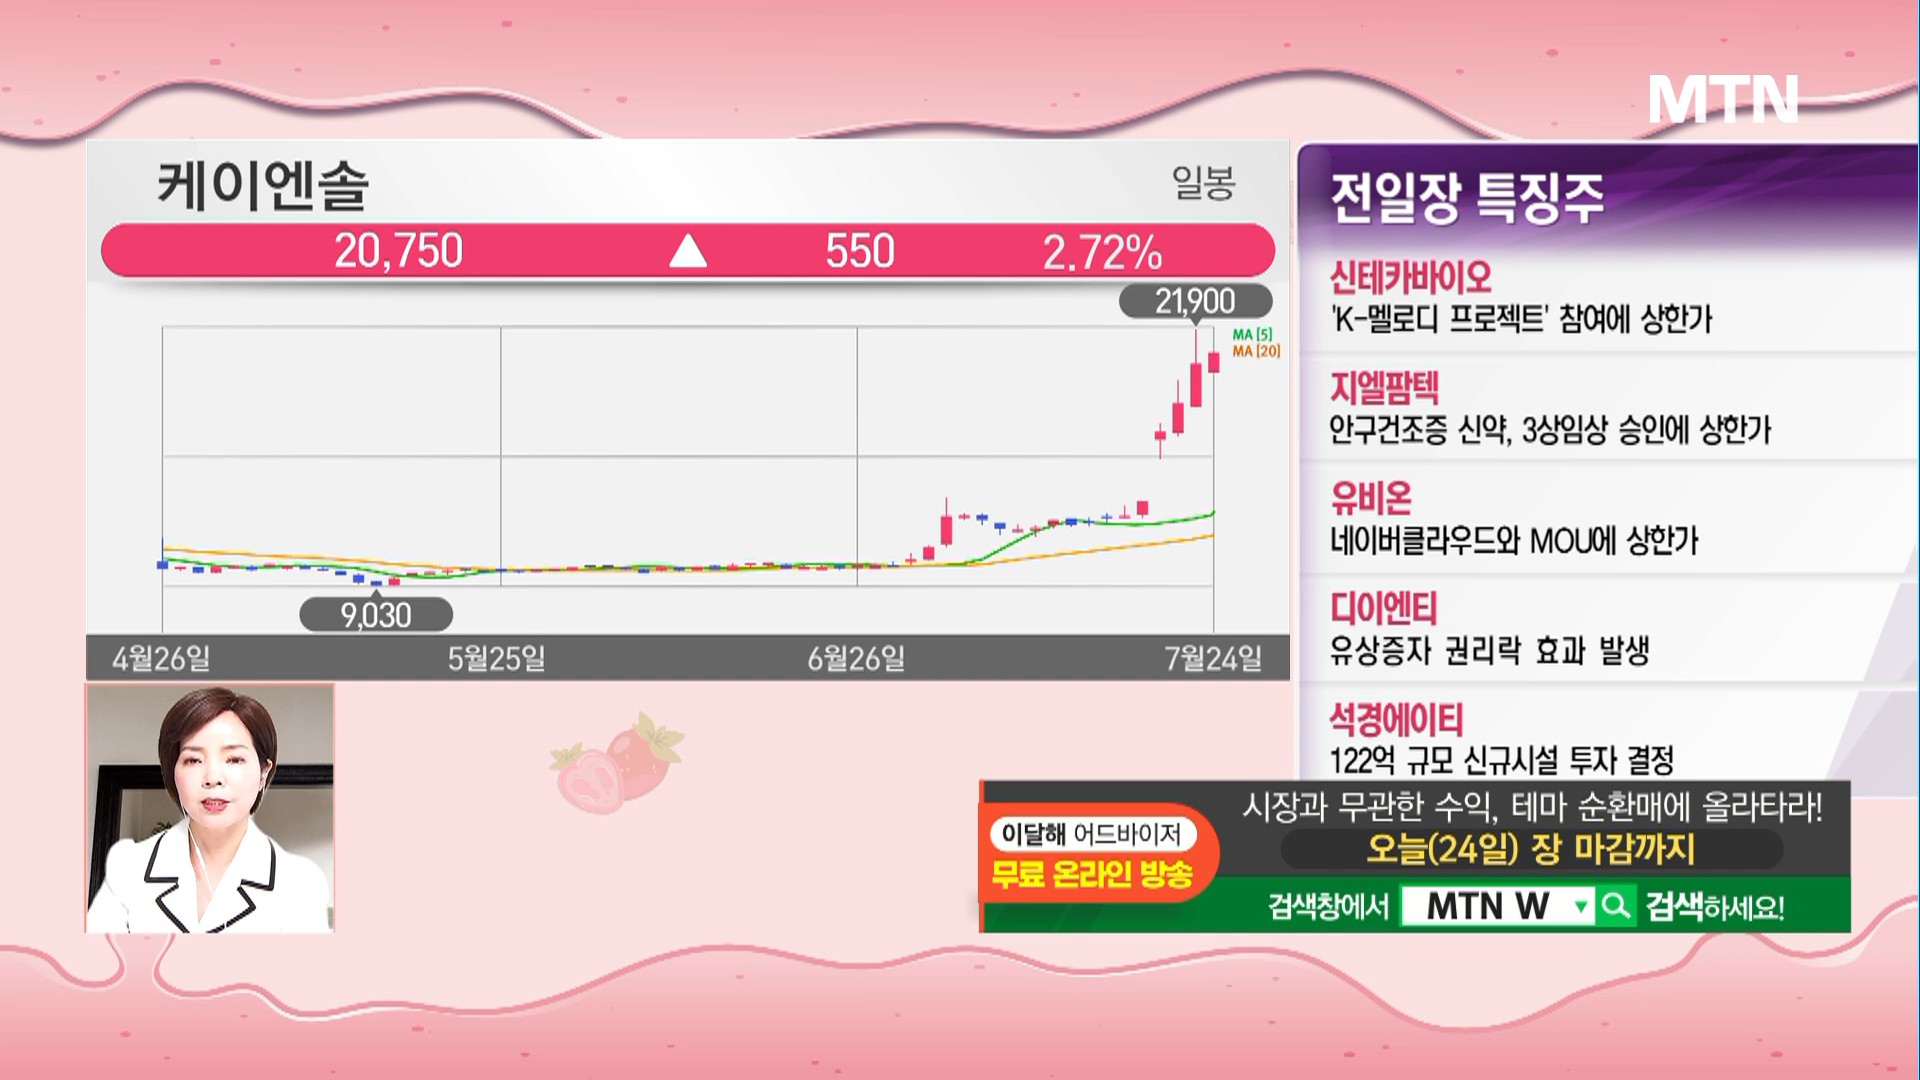 MTN
케이엔솔
일봉
20,750 ▲ 550 2.72%
21,900
MA [5]
MA [20]
9,030
4월26일 5월25일 6월26일 7월24일
전일장 특징주
신테카바이오
'K-멜로디 프로젝트' 참여에 상한가
지엘팜텍
안구건조증 신약, 3상임상 승인에 상한가
유비온
네이버클라우드와 MOU에 상한가
디이엔티
유상증자 권리락 효과 발생
석경에이티
122억 규모 신규시설 투자 결정
이달해 어드바이저
무료 온라인 방송
시장과 무관한 수익, 테마 순환매에 올라타라!
오늘(24일) 장 마감까지
검색창에서 MTN W 검색하세요!